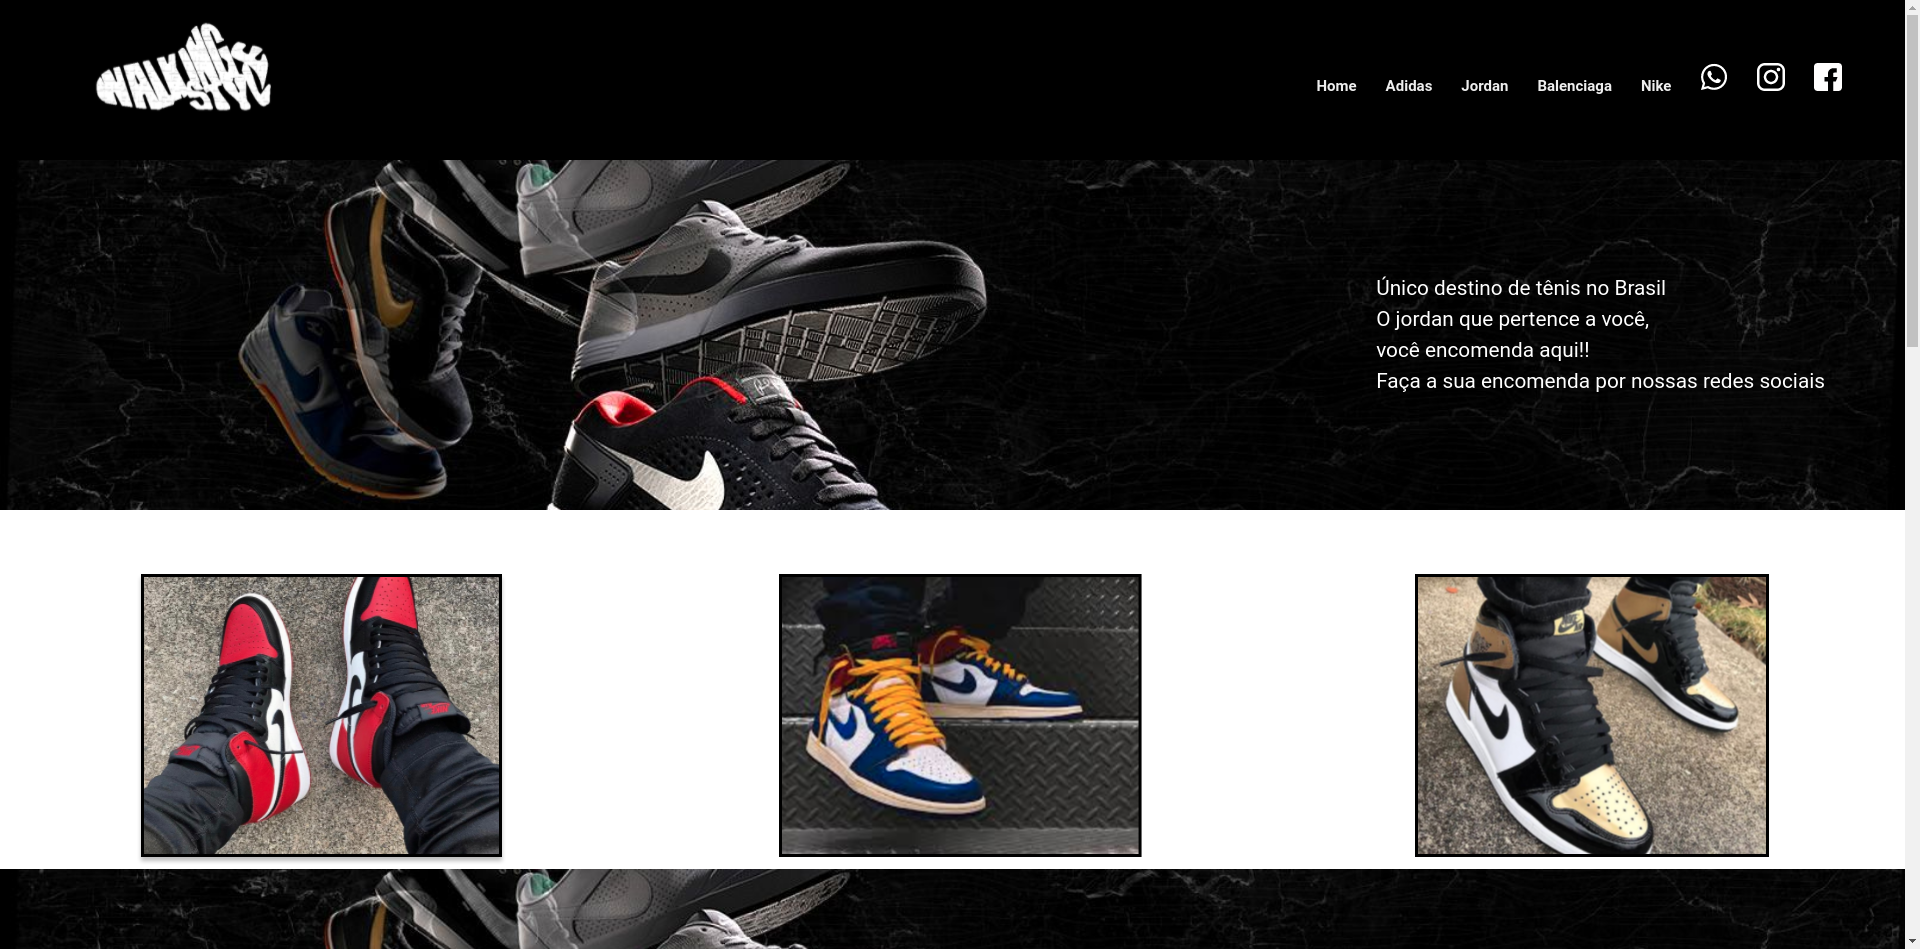 WALKING STYLE
Home
Adidas
Jordan
Balenciaga
Nike
Único destino de tênis no Brasil
O jordan que pertence a você,
você encomenda aqui!!
Faça a sua encomenda por nossas redes sociais